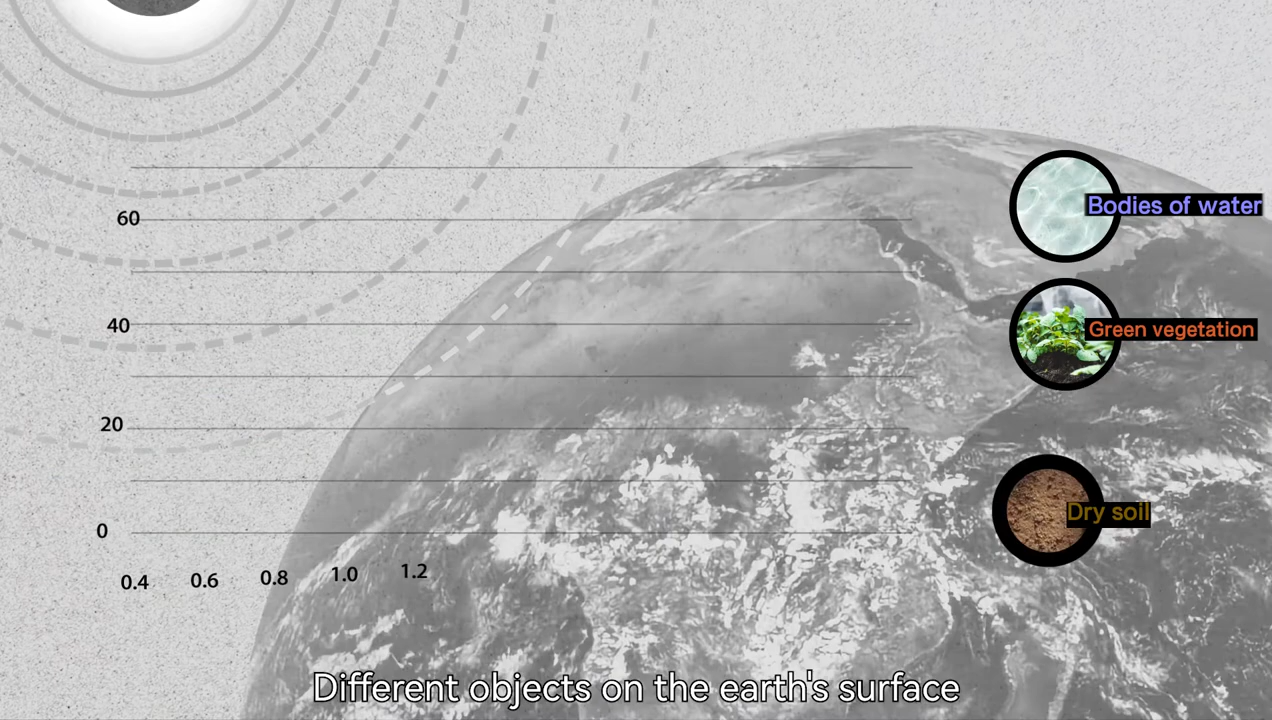 60
40
20
0
0.4 0.6 0.8 1.0 1.2
Bodies of water
Green vegetation
Dry soil
Different objects on the earth's surface